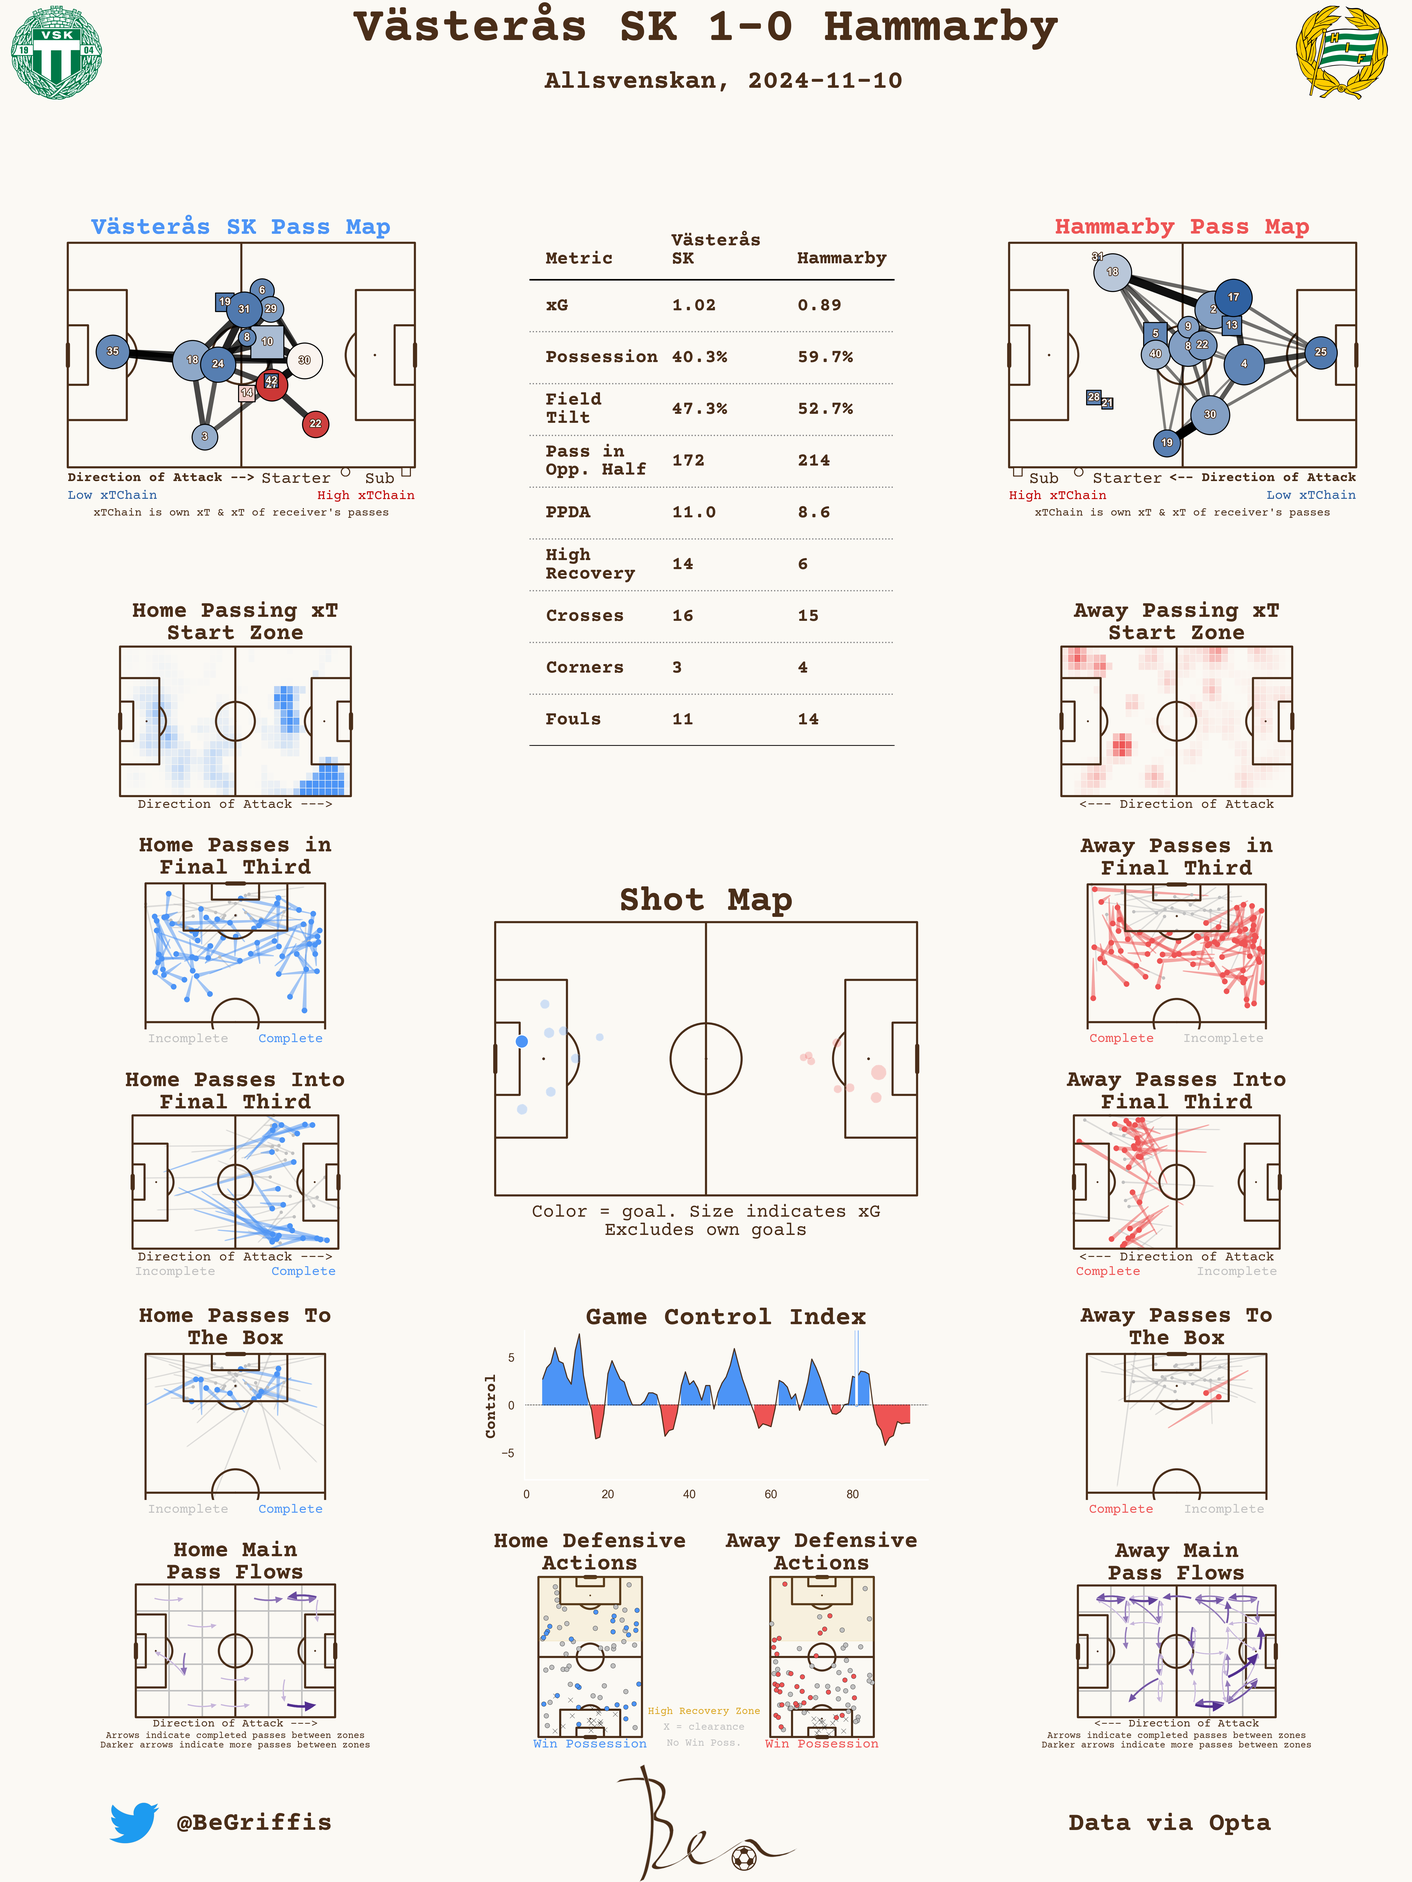 Västerås SK 1-0 Hammarby
Allsvenskan, 2024-11-10
VSK
19 04
H I F
Västerås SK Pass Map
35 18 24 3 19 31 6 29 8 10 30 42 14 22
Direction of Attack --> Starter Sub
Low xTChain High xTChain
xTChain is own xT & xT of receiver's passes
Metric Västerås SK Hammarby
xG 1.02 0.89
Possession 40.3% 59.7%
Field Tilt 47.3% 52.7%
Pass in Opp. Half 172 214
PPDA 11.0 8.6
High Recovery 14 6
Crosses 16 15
Corners 3 4
Fouls 11 14
Hammarby Pass Map
31 18 2 17 13 9 5 8 22 40 4 25 28 21 30 19
Sub Starter <-- Direction of Attack
High xTChain Low xTChain
xTChain is own xT & xT of receiver's passes
Home Passing xT
Start Zone
Direction of Attack --->
Away Passing xT
Start Zone
<--- Direction of Attack
Home Passes in
Final Third
Incomplete Complete
Away Passes in
Final Third
Complete Incomplete
Shot Map
Color = goal. Size indicates xG
Excludes own goals
Home Passes Into
Final Third
Direction of Attack --->
Incomplete Complete
Away Passes Into
Final Third
<--- Direction of Attack
Complete Incomplete
Home Passes To
The Box
Incomplete Complete
Game Control Index
Control
5
0
−5
0 20 40 60 80
Away Passes To
The Box
Complete Incomplete
Home Main
Pass Flows
Direction of Attack --->
Arrows indicate completed passes between zones
Darker arrows indicate more passes between zones
Home Defensive
Actions
Win Possession
Away Defensive
Actions
Win Possession
High Recovery Zone
X = clearance
No Win Poss.
Away Main
Pass Flows
<--- Direction of Attack
Arrows indicate completed passes between zones
Darker arrows indicate more passes between zones
@BeGriffis
Ben
Data via Opta